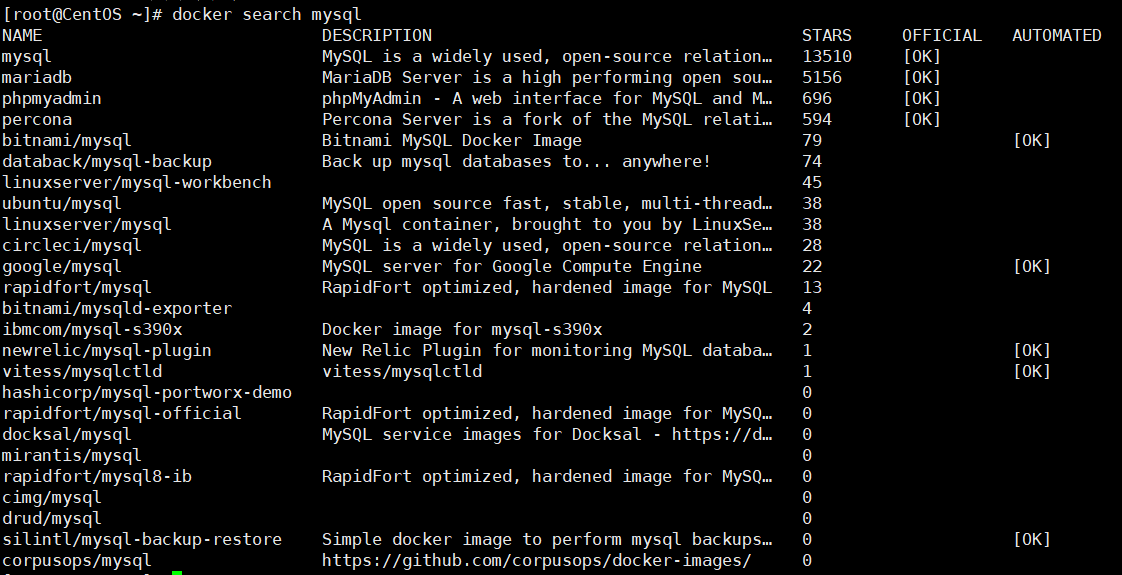 [root@CentOS ~]# docker search mysql
NAME DESCRIPTION STARS OFFICIAL AUTOMATED
mysql MySQL is a widely used, open-source relation… 13510 [OK]
mariadb MariaDB Server is a high performing open sou… 5156 [OK]
phpmyadmin phpMyAdmin - A web interface for MySQL and M… 696 [OK]
percona Percona Server is a fork of the MySQL relati… 594 [OK]
bitnami/mysql Bitnami MySQL Docker Image 79 [OK]
databack/mysql-backup Back up mysql databases to... anywhere! 74
linuxserver/mysql-workbench 45
ubuntu/mysql MySQL open source fast, stable, multi-thread… 38
linuxserver/mysql A Mysql container, brought to you by LinuxSe… 38
circleci/mysql MySQL is a widely used, open-source relation… 28
google/mysql MySQL server for Google Compute Engine 22 [OK]
rapidfort/mysql RapidFort optimized, hardened image for MySQL 13
bitnami/mysqld-exporter 4
ibmcom/mysql-s390x Docker image for mysql-s390x 2
newrelic/mysql-plugin New Relic Plugin for monitoring MySQL databa… 1 [OK]
vitess/mysqlctld vitess/mysqlctld 1 [OK]
hashicorp/mysql-portworx-demo 0
rapidfort/mysql-official RapidFort optimized, hardened image for MySQ… 0
docksal/mysql MySQL service images for Docksal - https://d… 0
mirantis/mysql 0
rapidfort/mysql8-ib RapidFort optimized, hardened image for MySQ… 0
cimg/mysql 0
drud/mysql 0
silintl/mysql-backup-restore Simple docker image to perform mysql backups… 0 [OK]
corpusops/mysql https://github.com/corpusops/docker-images/ 0